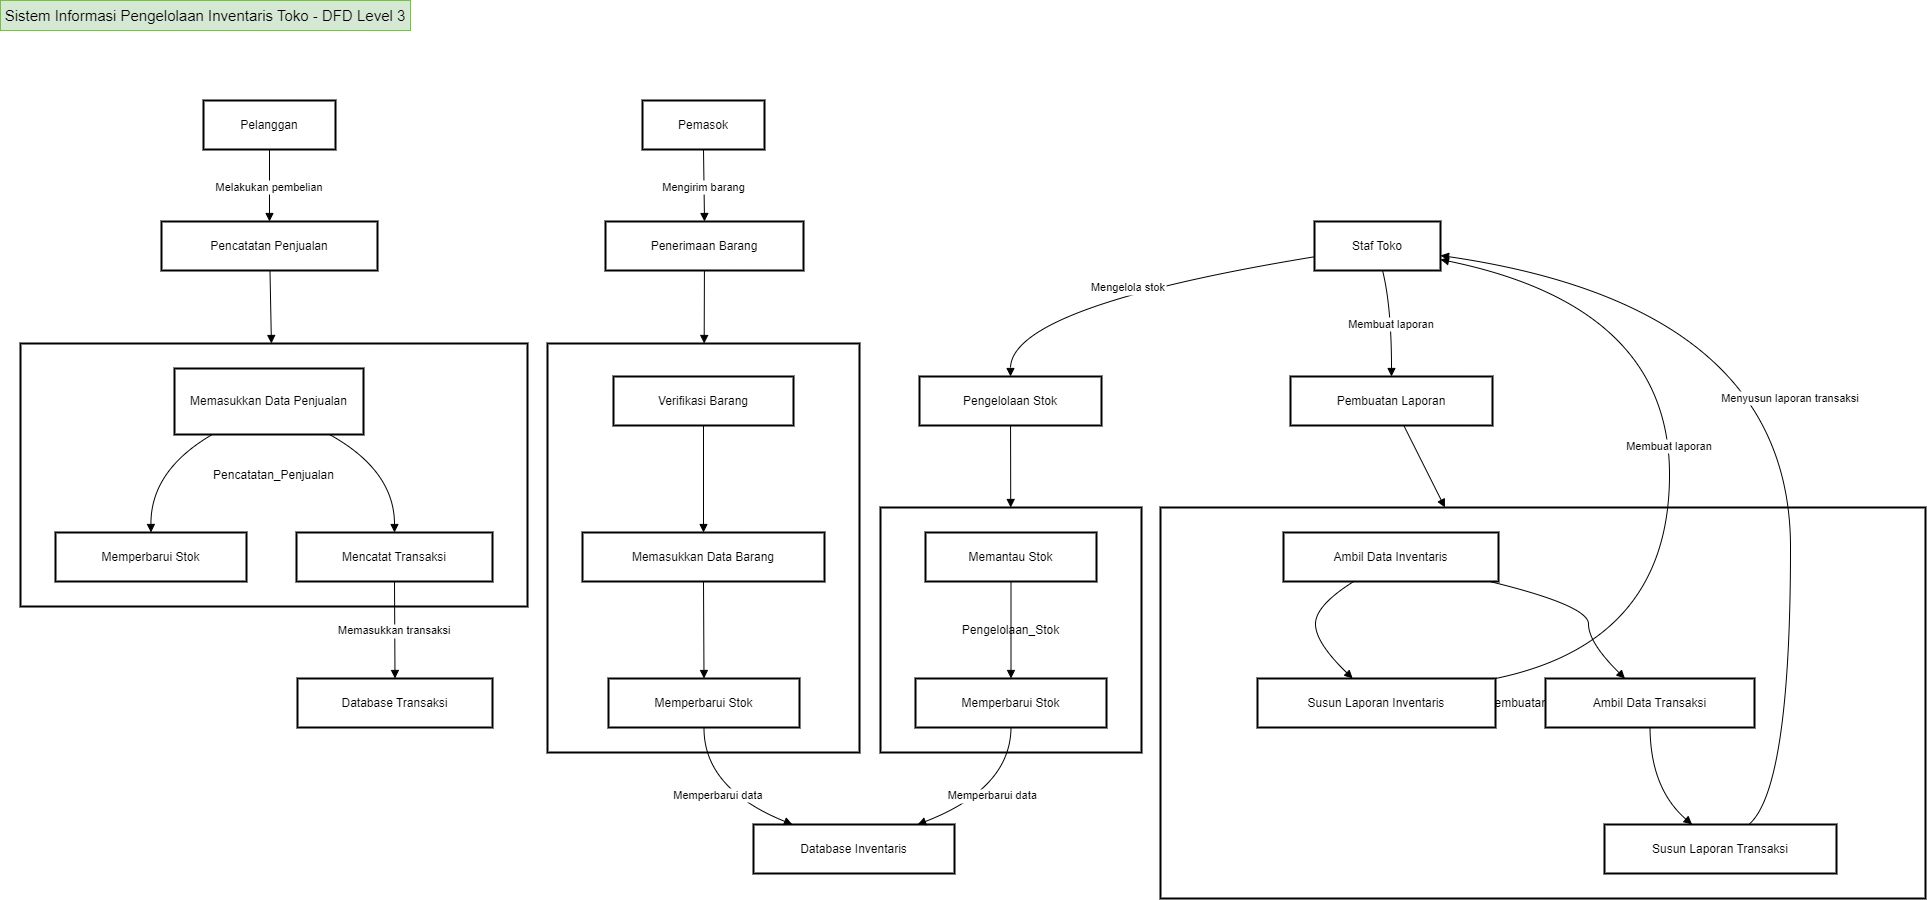 Sistem Informasi Pengelolaan Inventaris Toko - DFD Level 3
Pelanggan
Pemasok
Melakukan pembelian
Mengirim barang
Pencatatan Penjualan
Penerimaan Barang
Staf Toko
Mengelola stok
Membuat laporan
Memasukkan Data Penjualan
Verifikasi Barang
Pengelolaan Stok
Pembuatan Laporan
Menyusun laporan transaksi
Membuat laporan
Pencatatan_Penjualan
Memperbarui Stok
Mencatat Transaksi
Memasukkan Data Barang
Memantau Stok
Ambil Data Inventaris
Memasukkan transaksi
Pengelolaan_Stok
Database Transaksi
Memperbarui Stok
Memperbarui Stok
Susun Laporan Inventaris
embuatan
Ambil Data Transaksi
Memperbarui data
Memperbarui data
Database Inventaris
Susun Laporan Transaksi